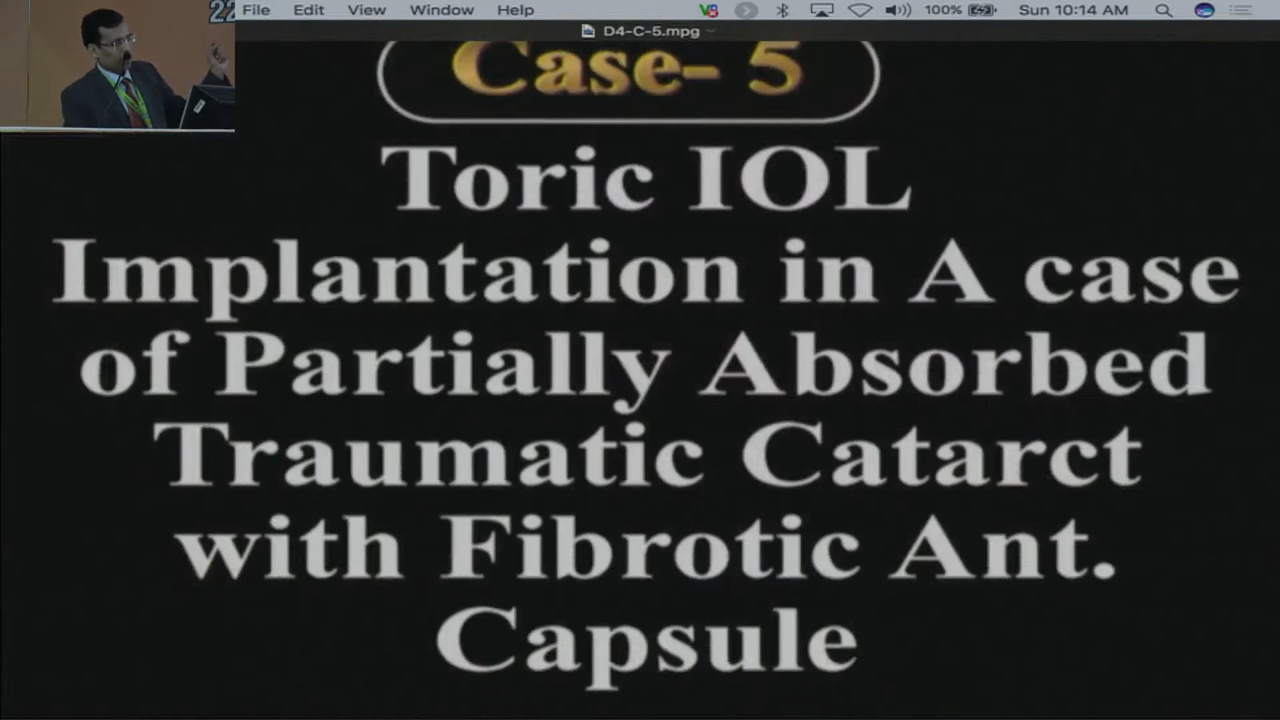 22
File Edit View Window Help 100% Sun 10:14 AM
D4-C-5.mpg
Case- 5
Toric IOL
Implantation in A case
of Partially Absorbed
Traumatic Catarct
with Fibrotic Ant.
Capsule